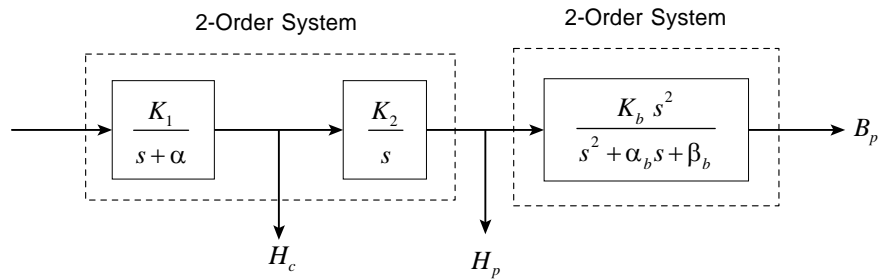 2-Order System
2-Order System
K_1 / (s + α)
K_2 / s
K_b s^2 / (s^2 + α_b s + β_b)
B_p
H_c
H_p